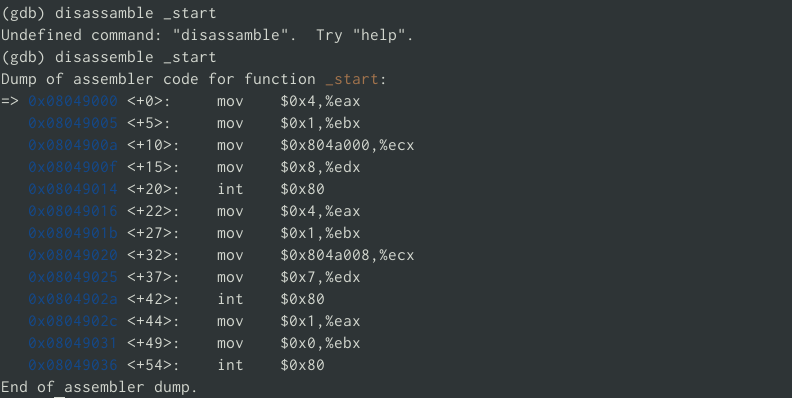 (gdb) disassamble _start
Undefined command: "disassamble".  Try "help".
(gdb) disassemble _start
Dump of assembler code for function _start:
=> 0x08049000 <+0>:     mov    $0x4,%eax
   0x08049005 <+5>:     mov    $0x1,%ebx
   0x0804900a <+10>:    mov    $0x804a000,%ecx
   0x0804900f <+15>:    mov    $0x8,%edx
   0x08049014 <+20>:    int    $0x80
   0x08049016 <+22>:    mov    $0x4,%eax
   0x0804901b <+27>:    mov    $0x1,%ebx
   0x08049020 <+32>:    mov    $0x804a008,%ecx
   0x08049025 <+37>:    mov    $0x7,%edx
   0x0804902a <+42>:    int    $0x80
   0x0804902c <+44>:    mov    $0x1,%eax
   0x08049031 <+49>:    mov    $0x0,%ebx
   0x08049036 <+54>:    int    $0x80
End of assembler dump.